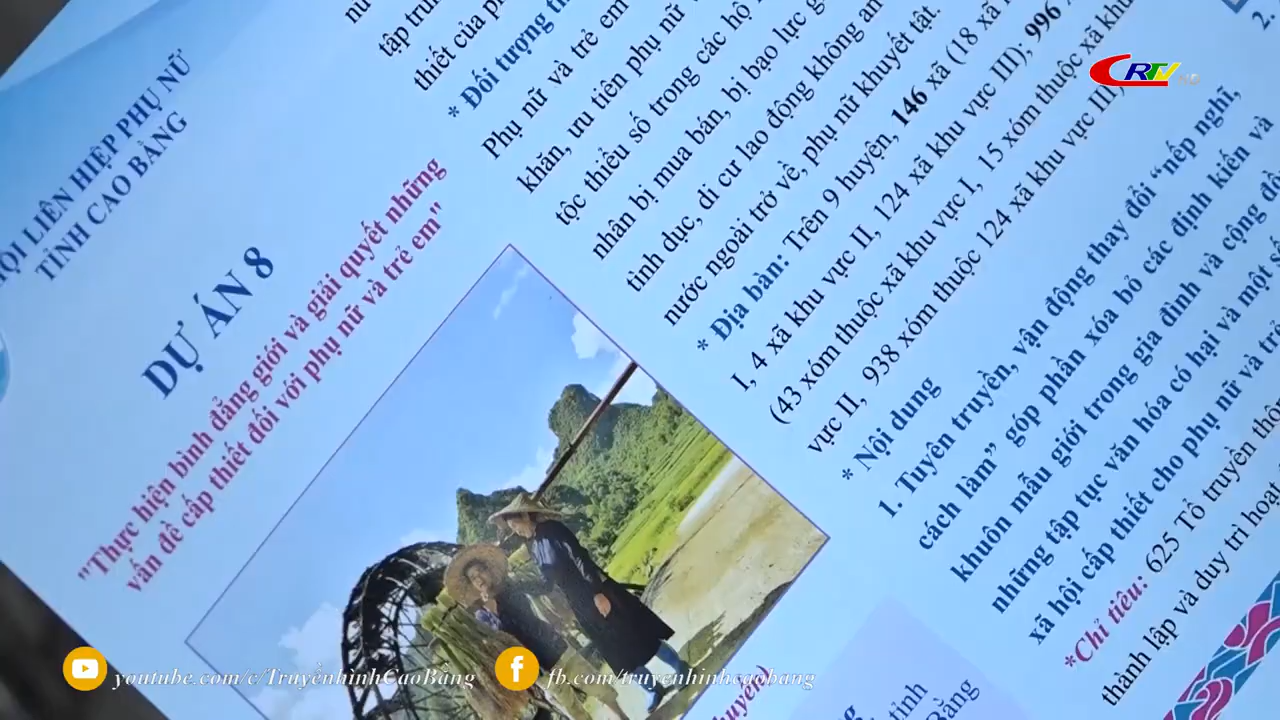 HỘI LIÊN HIỆP PHỤ NỮ
TỈNH CAO BẰNG
DỰ ÁN 8
"Thực hiện bình đẳng giới và giải quyết những
vấn đề cấp thiết đối với phụ nữ và trẻ em"
tập trung
thiết của
* Đối tượng
Phụ nữ và trẻ em
khăn, ưu tiên phụ nữ
tộc thiểu số trong các hộ
nhân bị mua bán, bị bạo lực
tình dục, di cư lao động không an
nước ngoài trở về, phụ nữ khuyết tật.
* Địa bàn: Trên 9 huyện, 146 xã (18 xã
I, 4 xã khu vực II, 124 xã khu vực III); 996
(43 xóm thuộc xã khu vực I, 15 xóm thuộc xã khu
vực II, 938 xóm thuộc 124 xã khu vực III)
* Nội dung
1. Tuyên truyền, vận động thay đổi "nếp nghĩ,
cách làm" góp phần xóa bỏ các định kiến và
khuôn mẫu giới trong gia đình và cộng đồ
những tập tục văn hóa có hại và một số
xã hội cấp thiết cho phụ nữ và trẻ
*Chỉ tiêu: 625 Tổ truyền thô
thành lập và duy trì hoạt
2.
tỉnh
Bằng
huyện)
CRTV
youtube.com/c/TruyềnhinhCaoBằng
fb.com/truyenhinhcaobang